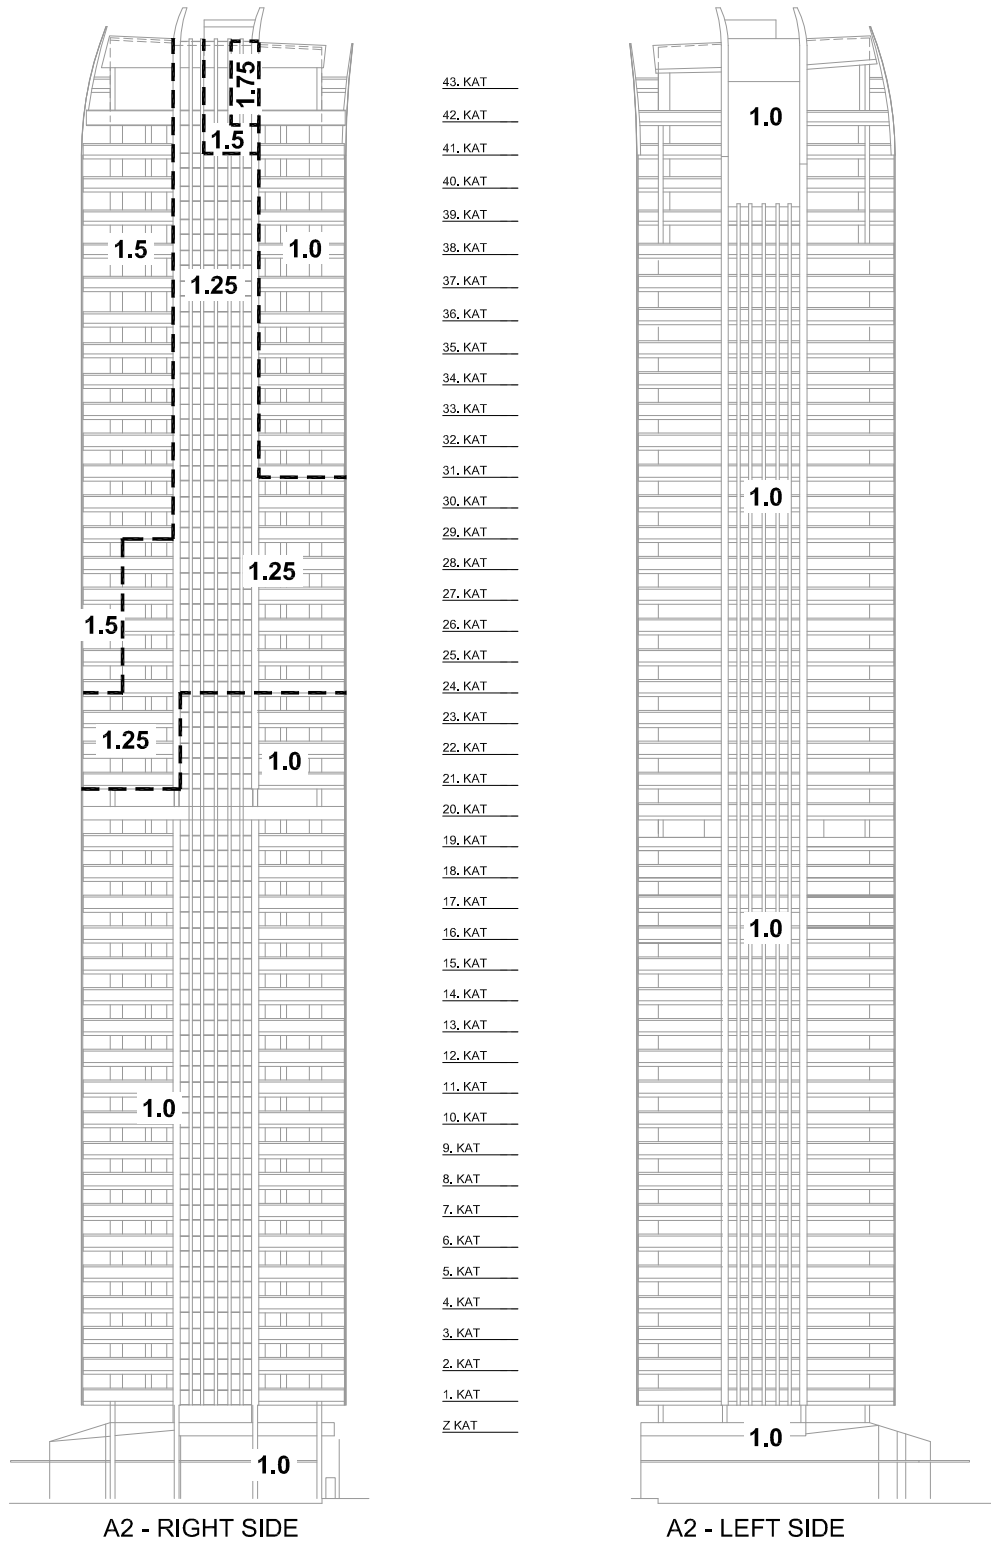 1.75
43. KAT
42. KAT
1.0
1.5
41. KAT
40. KAT
39. KAT
1.5
1.0
38. KAT
1.25
37. KAT
36. KAT
35. KAT
34. KAT
33. KAT
32. KAT
31. KAT
30. KAT
1.0
29. KAT
28. KAT
1.25
27. KAT
1.5
26. KAT
25. KAT
24. KAT
23. KAT
1.25
22. KAT
1.0
21. KAT
20. KAT
19. KAT
18. KAT
17. KAT
16. KAT
1.0
15. KAT
14. KAT
13. KAT
12. KAT
11. KAT
1.0
10. KAT
9. KAT
8. KAT
7. KAT
6. KAT
5. KAT
4. KAT
3. KAT
2. KAT
1. KAT
Z KAT
1.0
1.0
A2 - RIGHT SIDE
A2 - LEFT SIDE